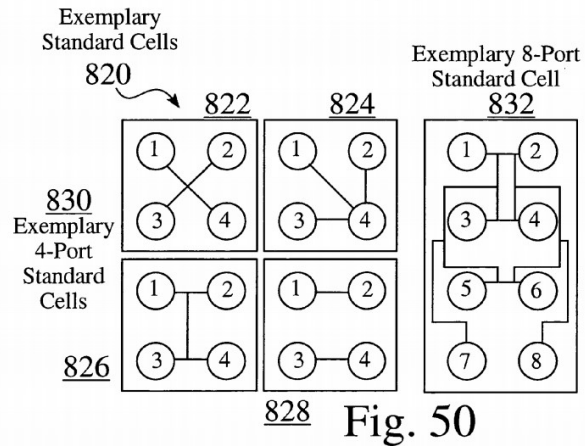 Exemplary
Standard Cells
820
822
824
Exemplary 8-Port
Standard Cell
832
1 2
3 4
1 2
3 4
1 2
3 4
5 6
7 8
830
Exemplary
4-Port
Standard
Cells
1 2
3 4
1 2
3 4
826
828
Fig. 50